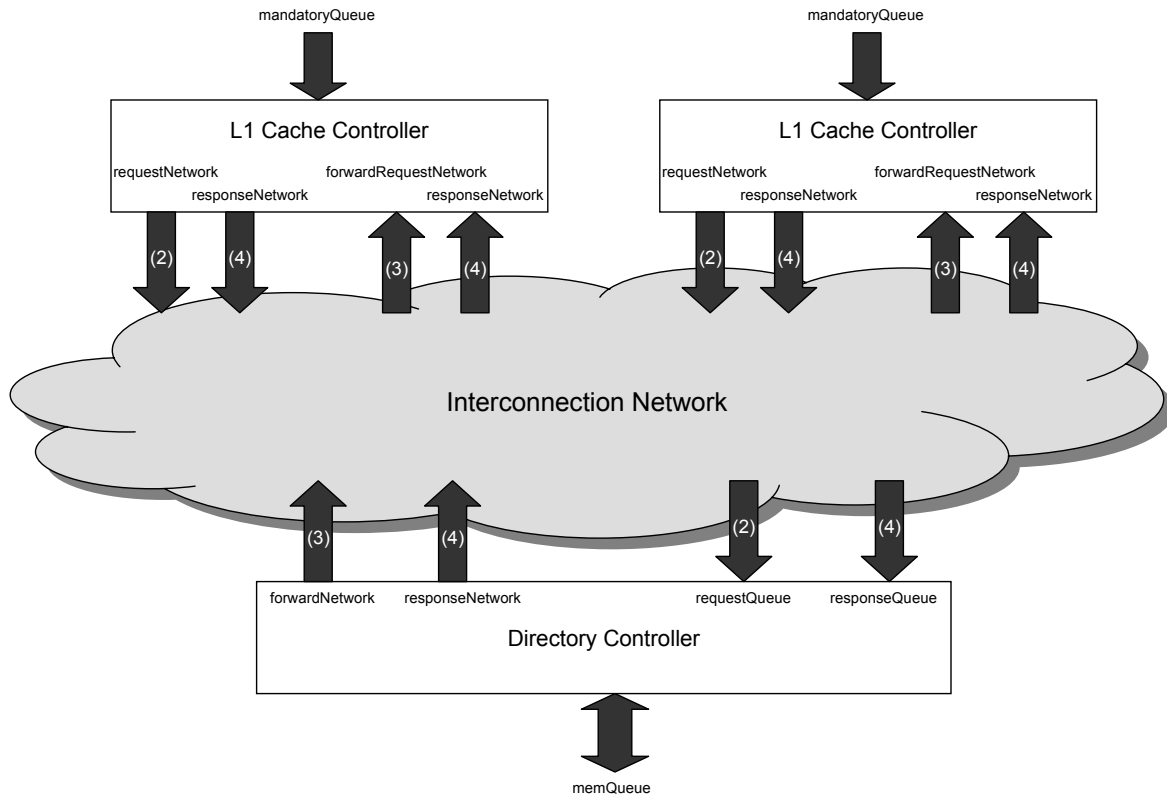 mandatoryQueue
mandatoryQueue
L1 Cache Controller
L1 Cache Controller
requestNetwork
forwardRequestNetwork
responseNetwork
responseNetwork
requestNetwork
forwardRequestNetwork
responseNetwork
responseNetwork
(2)
(4)
(3)
(4)
(2)
(4)
(3)
(4)
Interconnection Network
(3)
(4)
(2)
(4)
forwardNetwork
responseNetwork
requestQueue
responseQueue
Directory Controller
memQueue